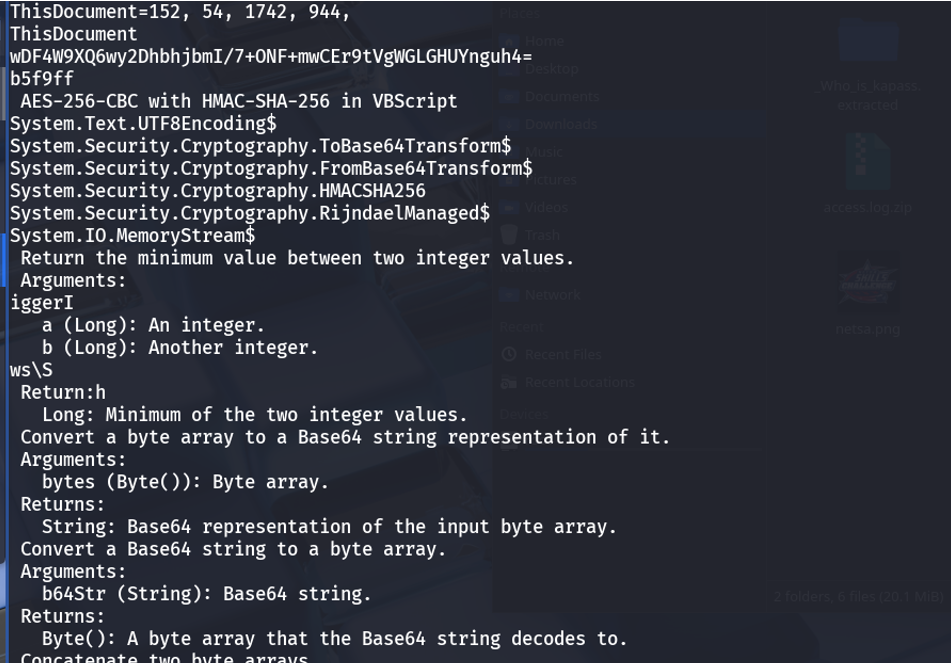 ThisDocument=152, 54, 1742, 944,
ThisDocument
wDF4W9XQ6wy2DhbhjbmI/7+ONF+mwCEr9tVgWGLGHUYnguh4=
b5f9ff
 AES-256-CBC with HMAC-SHA-256 in VBScript
System.Text.UTF8Encoding$
System.Security.Cryptography.ToBase64Transform$
System.Security.Cryptography.FromBase64Transform$
System.Security.Cryptography.HMACSHA256
System.Security.Cryptography.RijndaelManaged$
System.IO.MemoryStream$
 Return the minimum value between two integer values.
 Arguments:
iggerI
   a (Long): An integer.
   b (Long): Another integer.
ws\S
 Return:h
   Long: Minimum of the two integer values.
 Convert a byte array to a Base64 string representation of it.
 Arguments:
   bytes (Byte()): Byte array.
 Returns:
   String: Base64 representation of the input byte array.
 Convert a Base64 string to a byte array.
 Arguments:
   b64Str (String): Base64 string.
 Returns:
   Byte(): A byte array that the Base64 string decodes to.
 Concatenate two byte arrays
Places
Home
Desktop
Documents
Downloads
Music
Pictures
Videos
Trash
Network
Recent
Recent Files
Recent Locations
Devices
_Who_is_kapass.
extracted
access.log.zip
SKILLS
CHALLENGE
netsa.png
2 folders, 6 files (20.1 MiB)